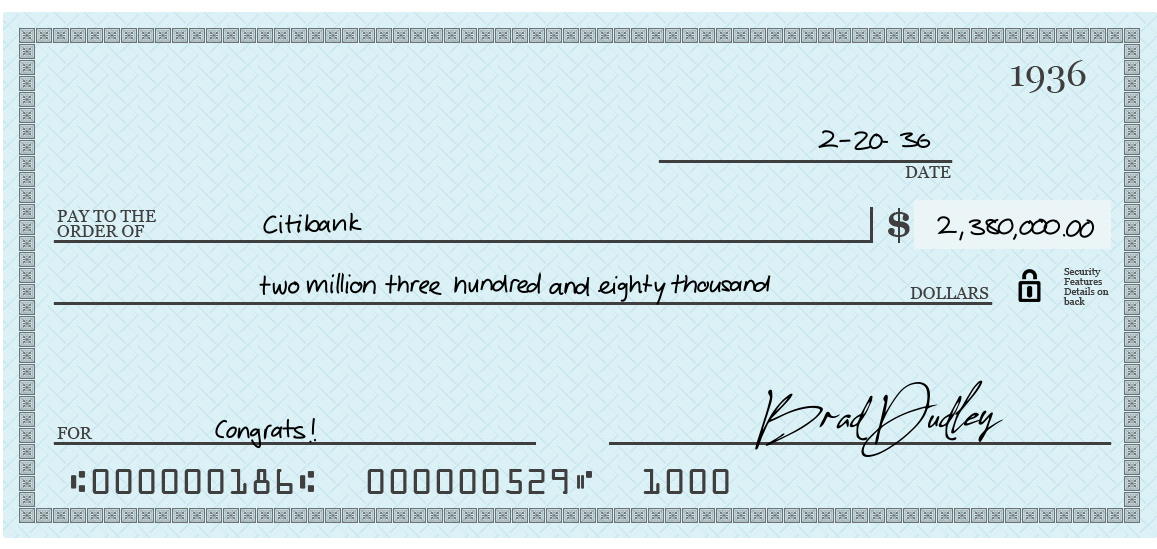 1936
2-20-36
DATE
PAY TO THE
ORDER OF
Citibank
$ 2,380,000.00
two million three hundred and eighty thousand
DOLLARS
Security
Features
Details on
back
FOR
Congrats!
Brad Dudley
⑆000000186⑆ 000000529⑈ 1000